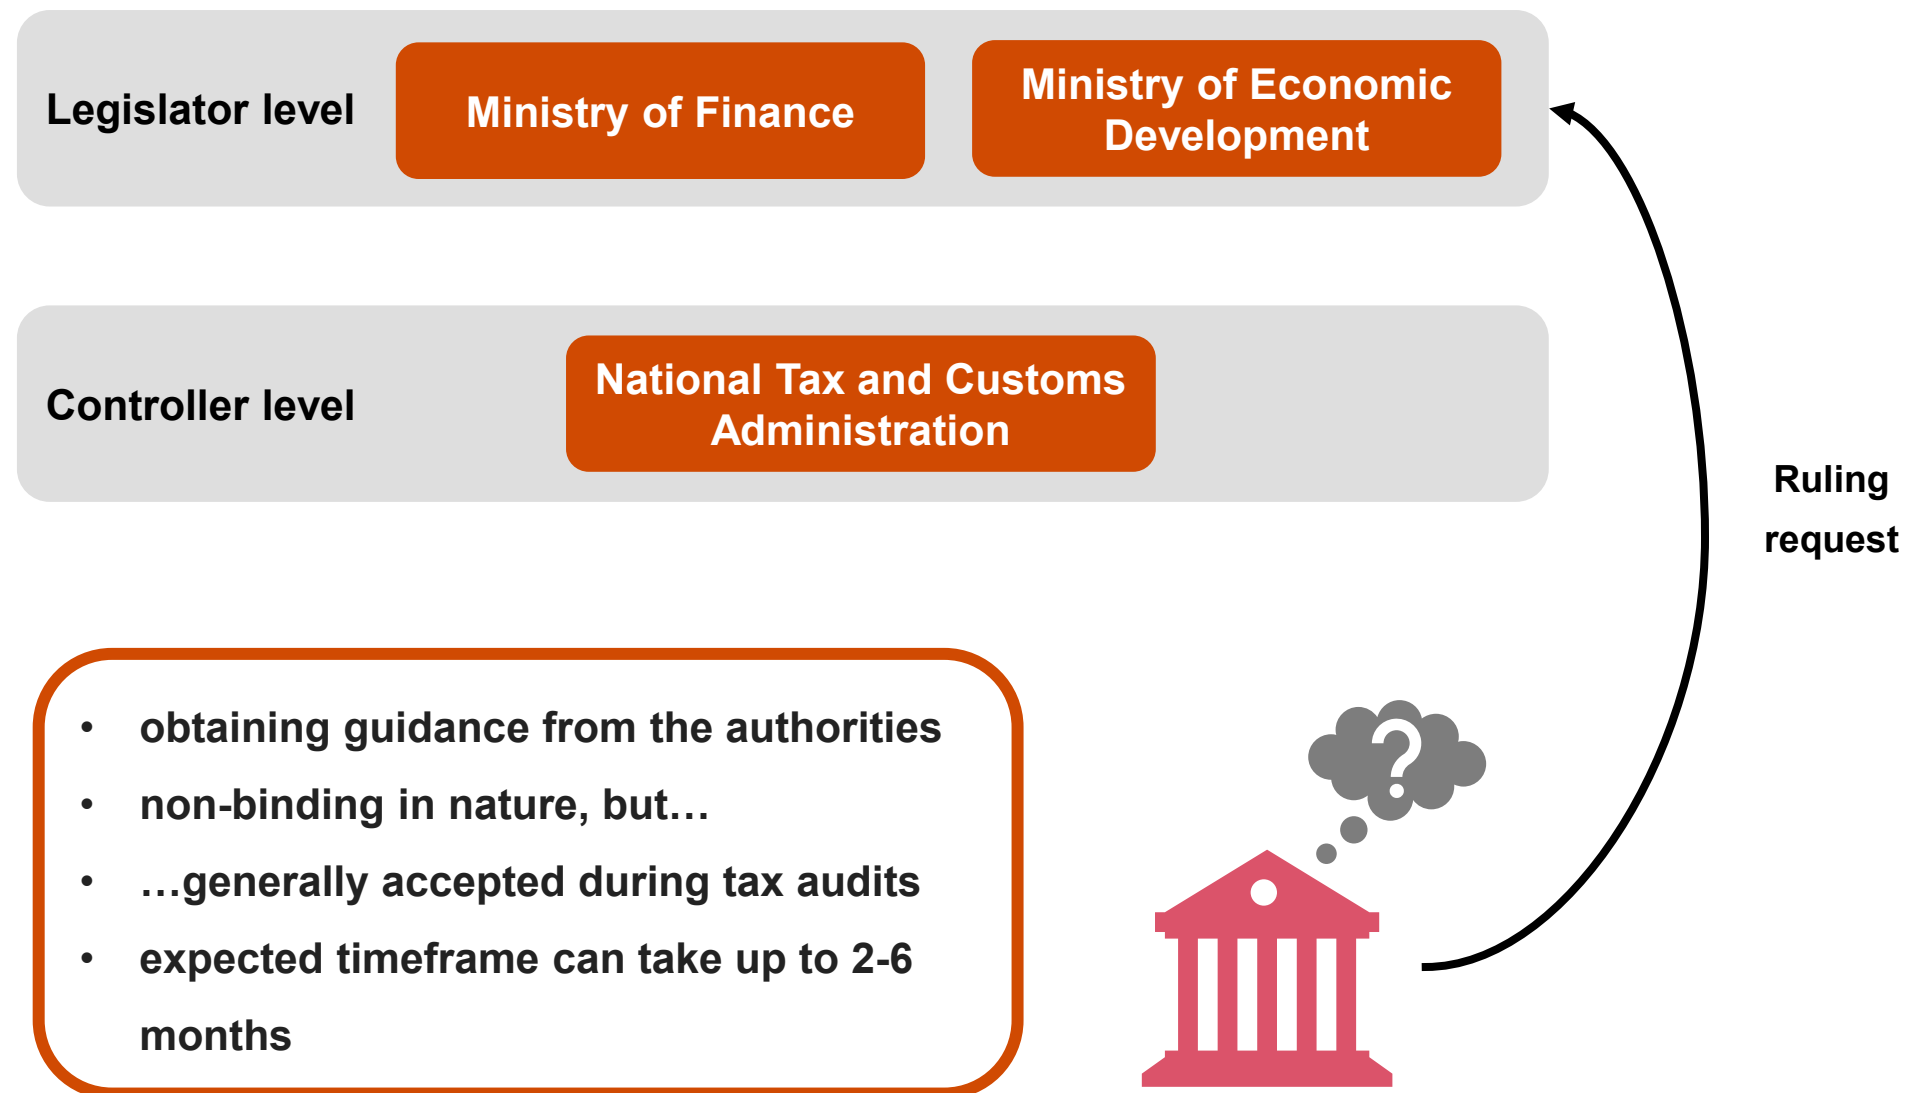 Legislator level
Ministry of Finance
Ministry of Economic
Development
Controller level
National Tax and Customs
Administration
Ruling
request
• obtaining guidance from the authorities
• non-binding in nature, but…
• …generally accepted during tax audits
• expected timeframe can take up to 2-6
months
?